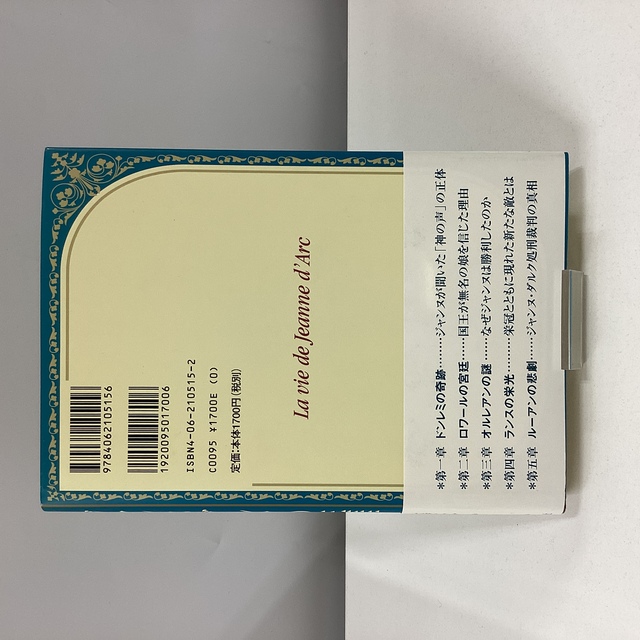 9784062105156
1920095017006
ISBN4-06-210515-2
C0095 ¥1700E (0)
定価:本体1700円(税別)
La vie de Jeanne d'Arc
*第一章 ドンレミの奇跡………ジャンヌが聞いた「神の声」の正体
*第二章 ロワールの宮廷……国王が無名の娘を信じた理由
*第三章 オルレアンの謎……なぜジャンヌは勝利したのか
*第四章 ランスの栄光………栄冠とともに現れた新たな敵とは
*第五章 ルーアンの悲劇……ジャンヌ・ダルク処刑裁判の真相